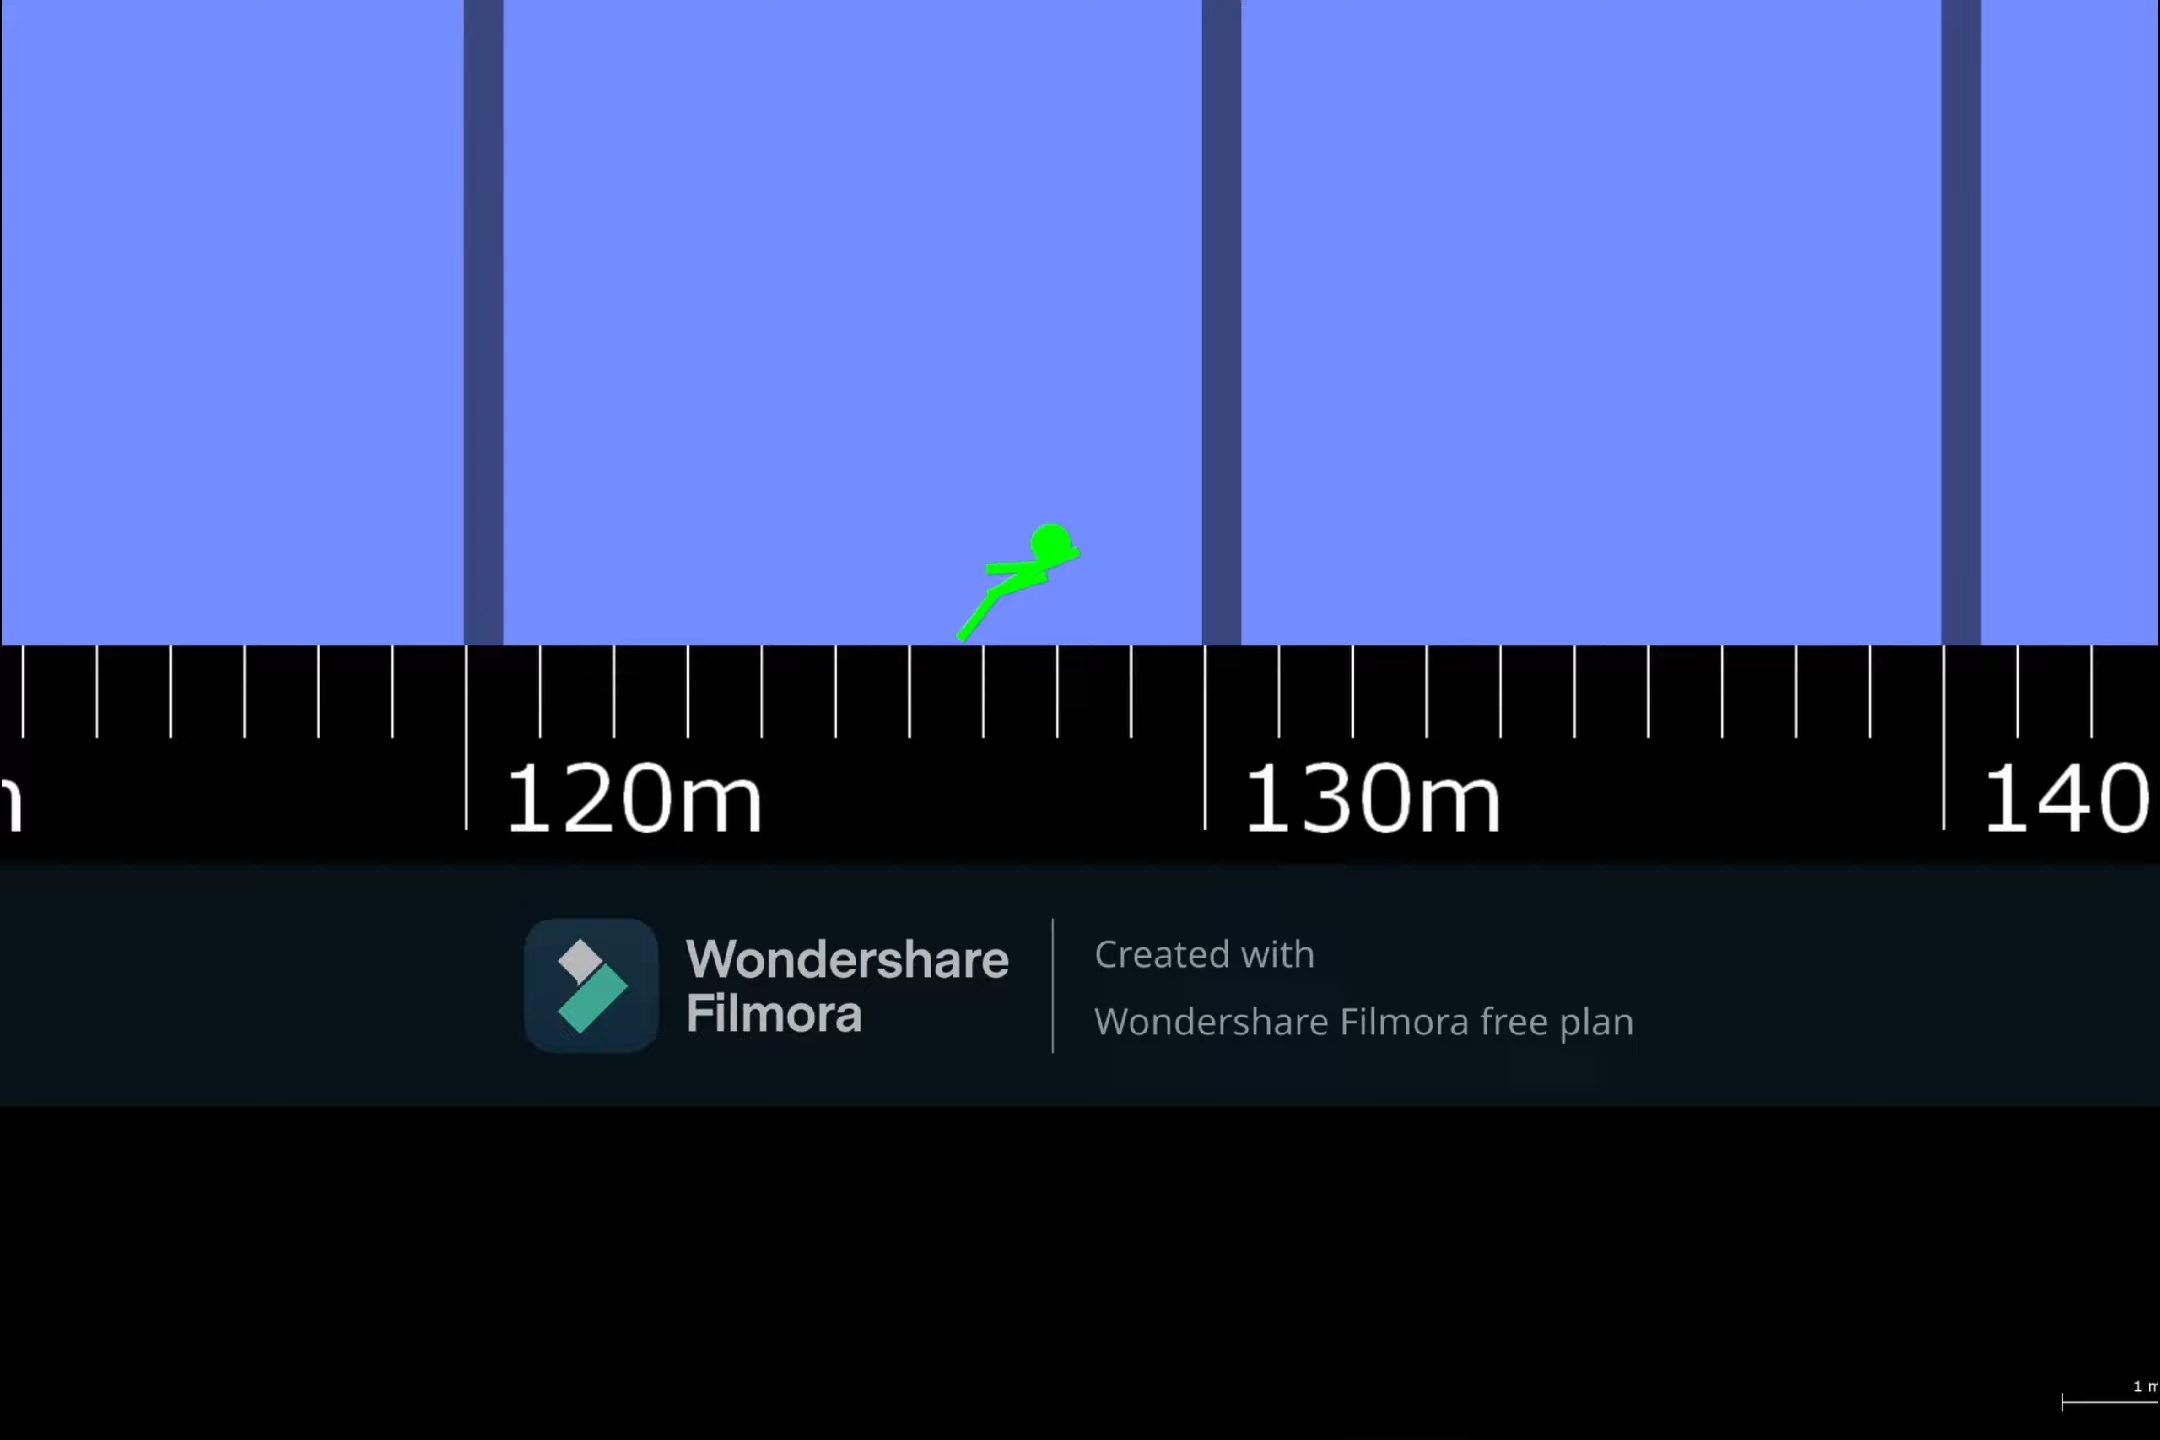 120m
130m
140
Wondershare
Filmora
Created with
Wondershare Filmora free plan
1 m